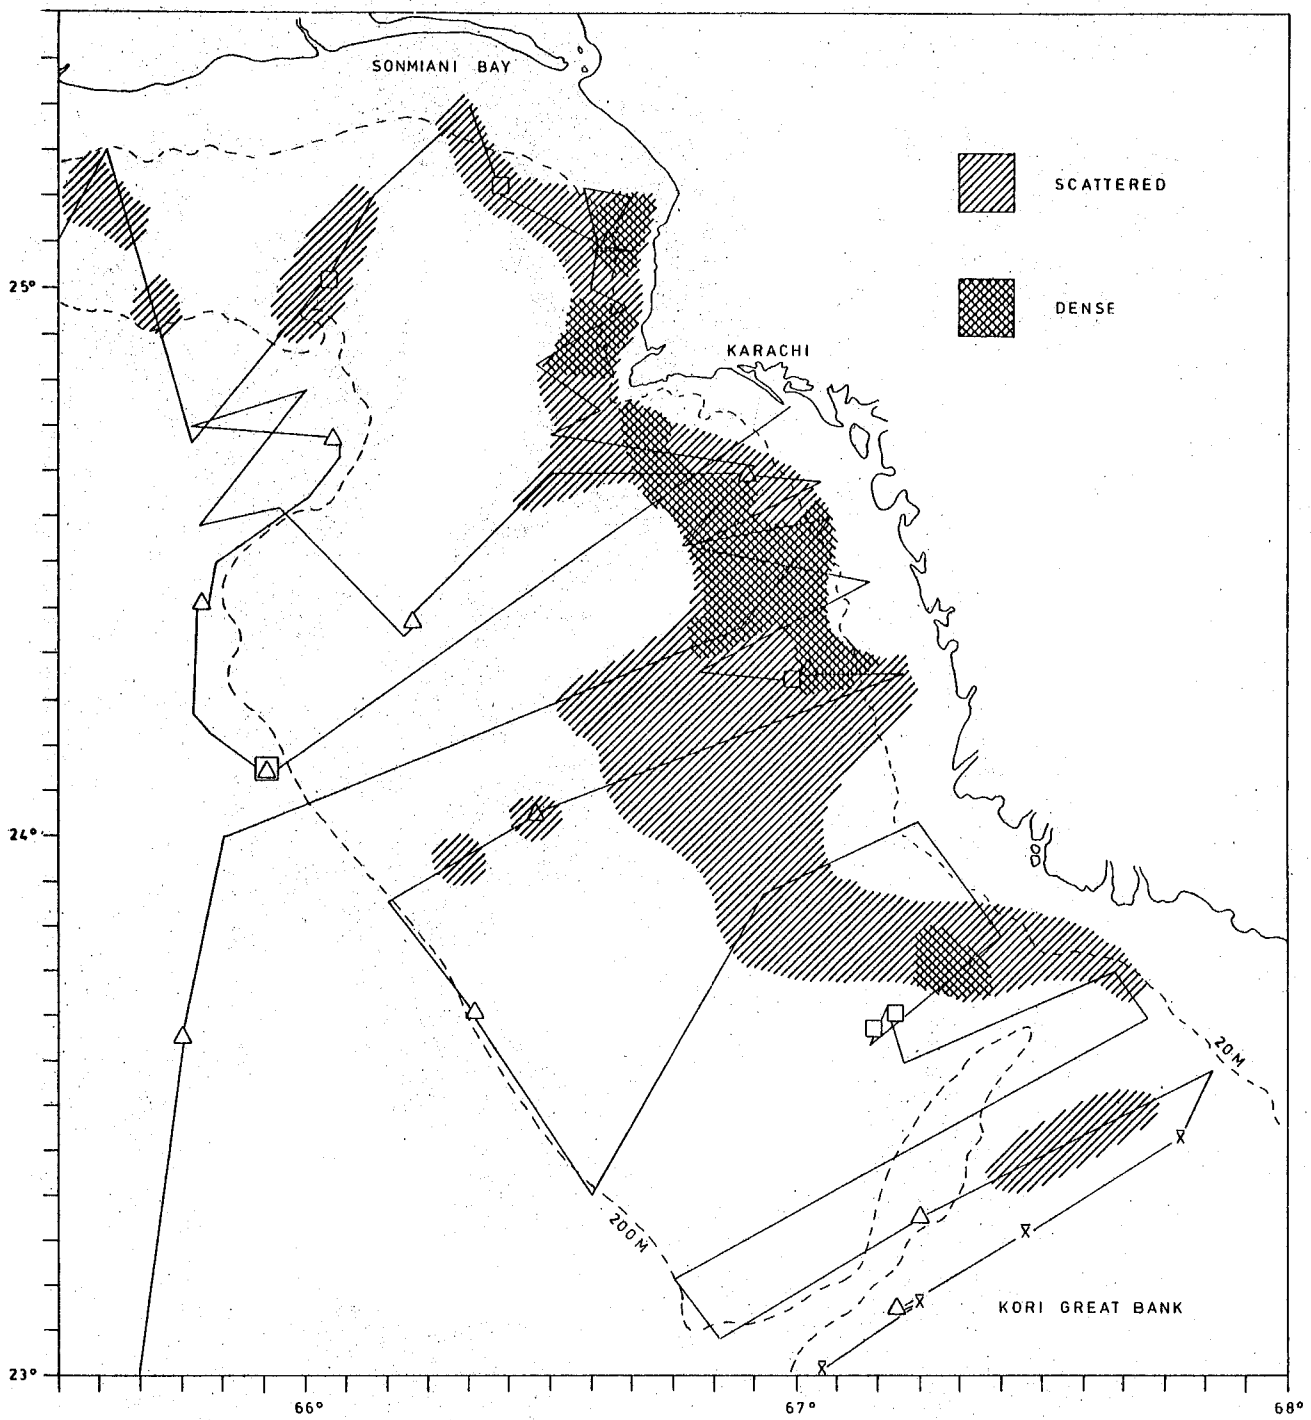 SONMIANI BAY
SCATTERED
25°
DENSE
KARACHI
24°
20M
200M
KORI GREAT BANK
23°
66°
67°
68°